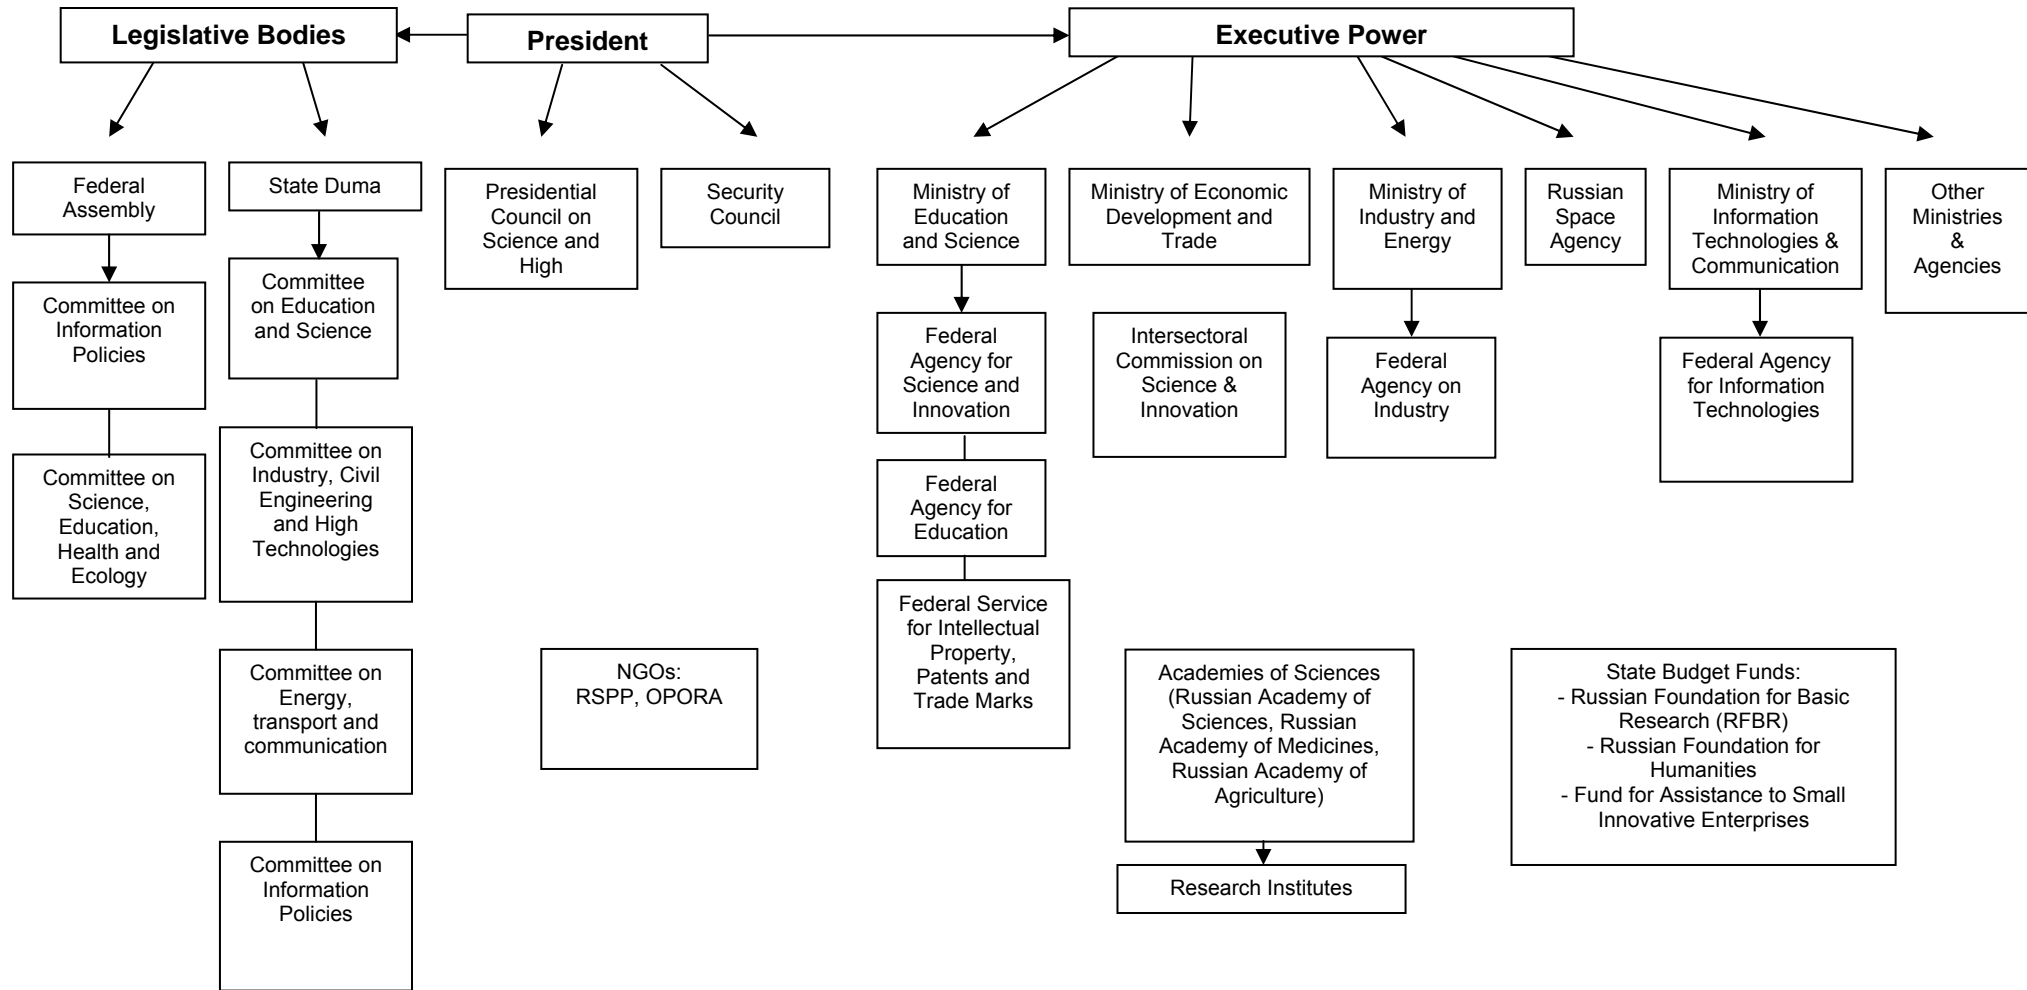 Legislative Bodies
President
Executive Power
Federal
Assembly
State Duma
Presidential
Council on
Science and
High
Security
Council
Ministry of
Education
and Science
Ministry of Economic
Development and
Trade
Ministry of
Industry and
Energy
Russian
Space
Agency
Ministry of
Information
Technologies &
Communication
Other
Ministries
&
Agencies
Committee on
Information
Policies
Committee
on Education
and Science
Federal
Agency for
Science and
Innovation
Intersectoral
Commission on
Science &
Innovation
Federal
Agency on
Industry
Federal Agency
for Information
Technologies
Committee on
Science,
Education,
Health and
Ecology
Committee on
Industry, Civil
Engineering
and High
Technologies
Federal
Agency for
Education
Federal Service
for Intellectual
Property,
Patents and
Trade Marks
Committee on
Energy,
transport and
communication
NGOs:
RSPP, OPORA
Academies of Sciences
(Russian Academy of
Sciences, Russian
Academy of Medicines,
Russian Academy of
Agriculture)
State Budget Funds:
- Russian Foundation for Basic
Research (RFBR)
- Russian Foundation for
Humanities
- Fund for Assistance to Small
Innovative Enterprises
Committee on
Information
Policies
Research Institutes